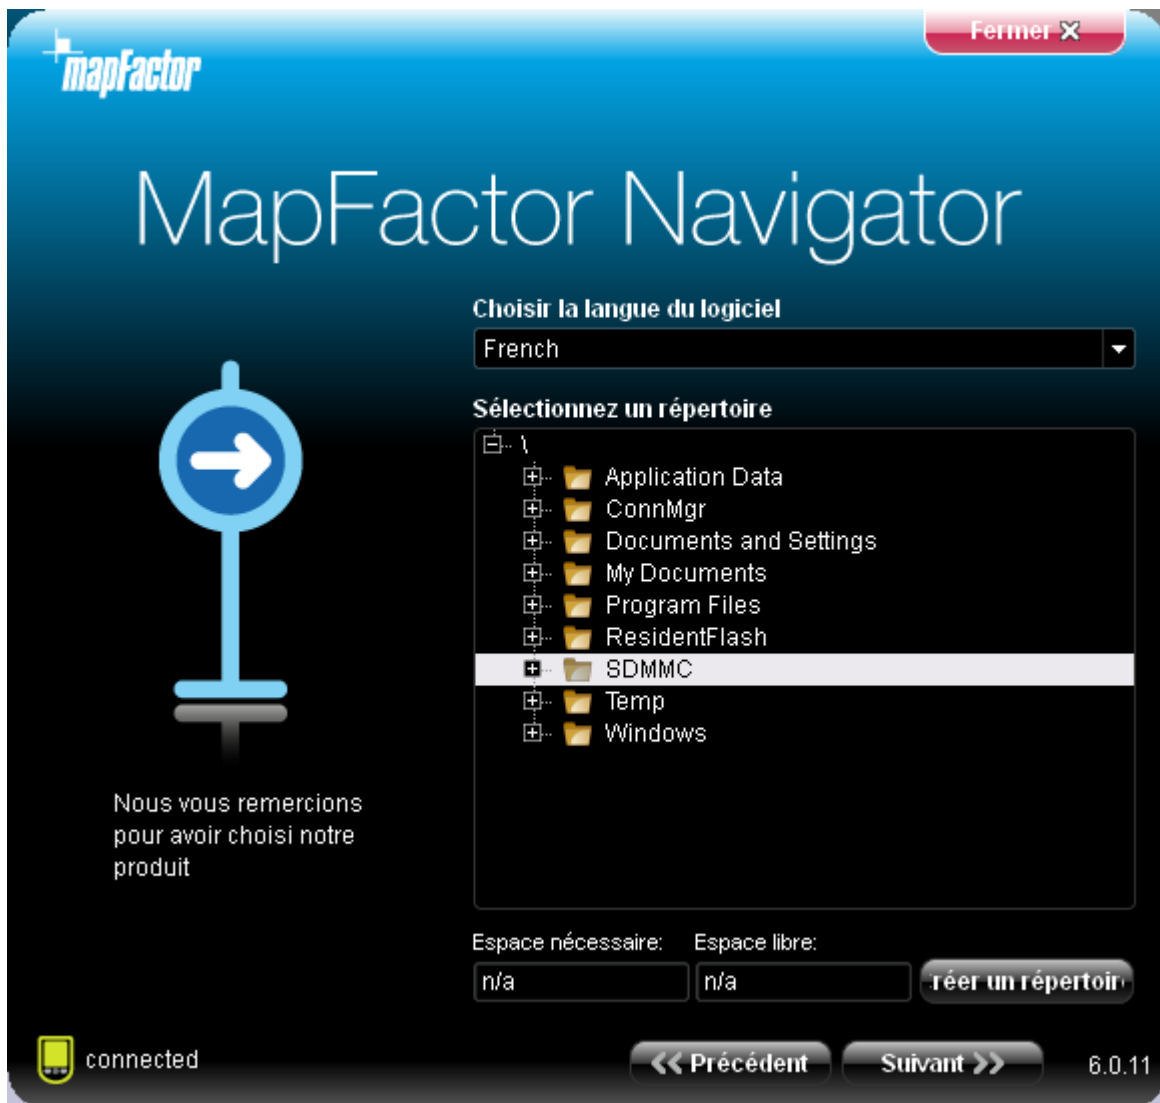 Fermer
mapfactor
MapFactor Navigator
Choisir la langue du logiciel
French
Sélectionnez un répertoire
\
Application Data
ConnMgr
Documents and Settings
My Documents
Program Files
ResidentFlash
SDMMC
Temp
Windows
Nous vous remercions
pour avoir choisi notre
produit
Espace nécessaire: Espace libre:
n/a n/a réer un répertoir
connected << Précédent Suivant >> 6.0.11